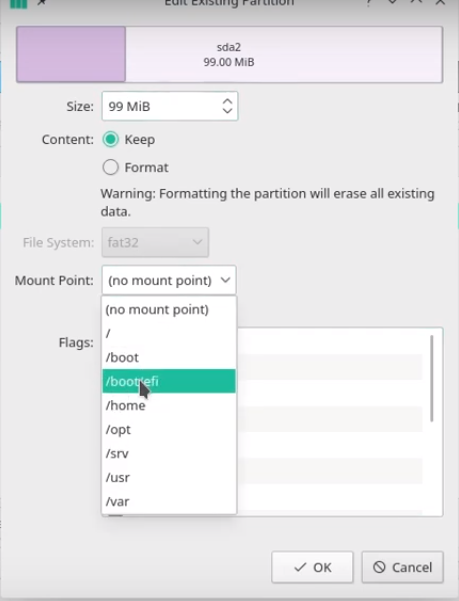 Edit Existing Partition
sda2
99.00 MiB
Size: 99 MiB
Content: Keep
Format
Warning: Formatting the partition will erase all existing
data.
File System: fat32
Mount Point: (no mount point)
(no mount point)
/
/boot
Flags:
/boot/efi
/home
/opt
/srv
/usr
/var
OK
Cancel